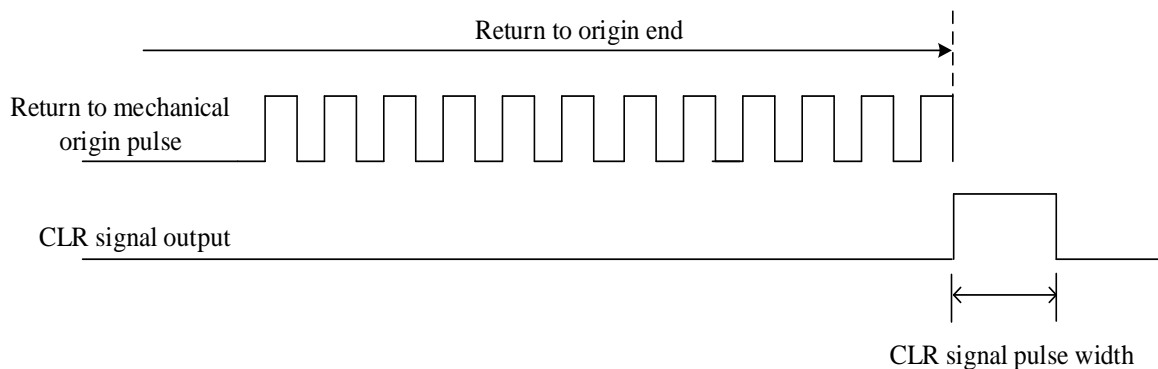 Return to origin end
Return to mechanical
origin pulse
CLR signal output
CLR signal pulse width